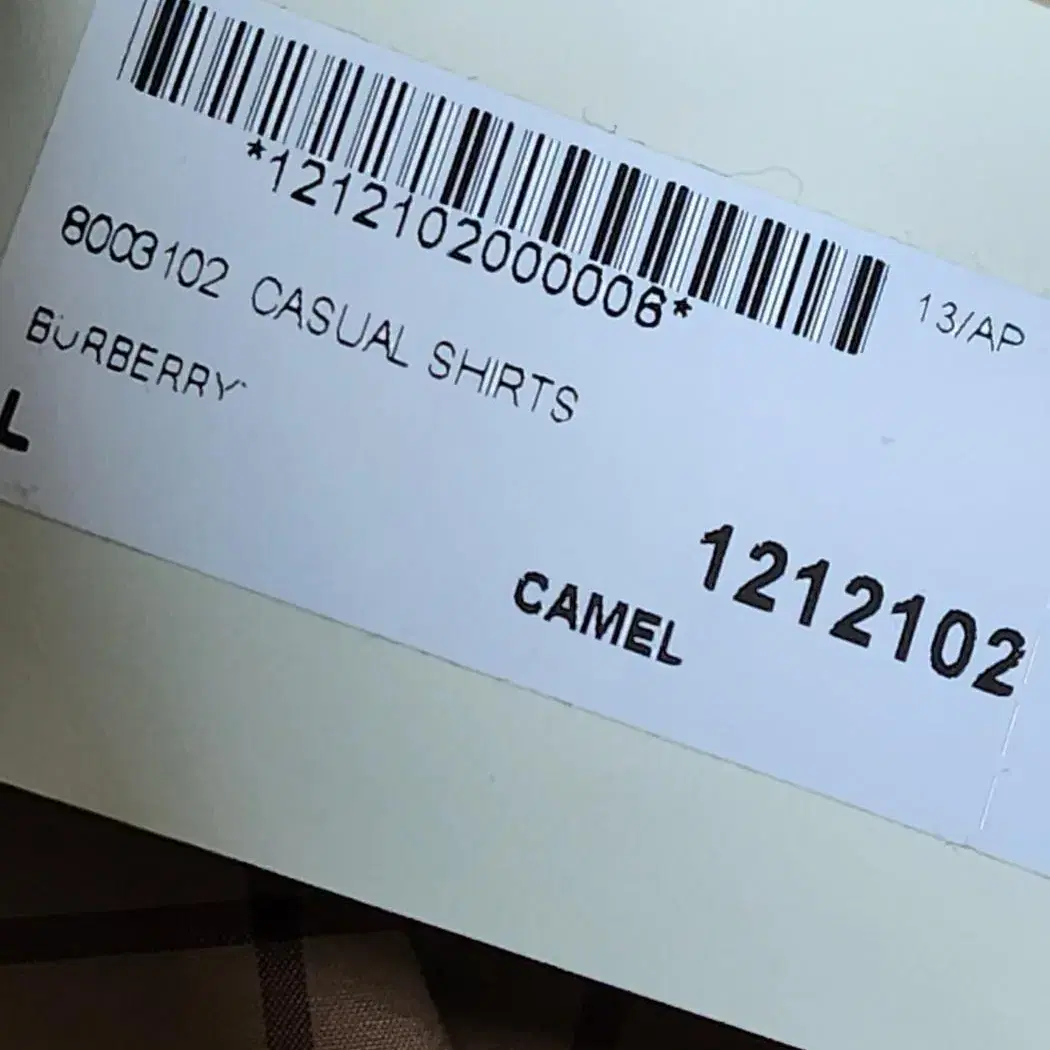 *1212102000006*
13/AP
8003102 CASUAL SHIRTS
BURBERRY
L
CAMEL
1212102